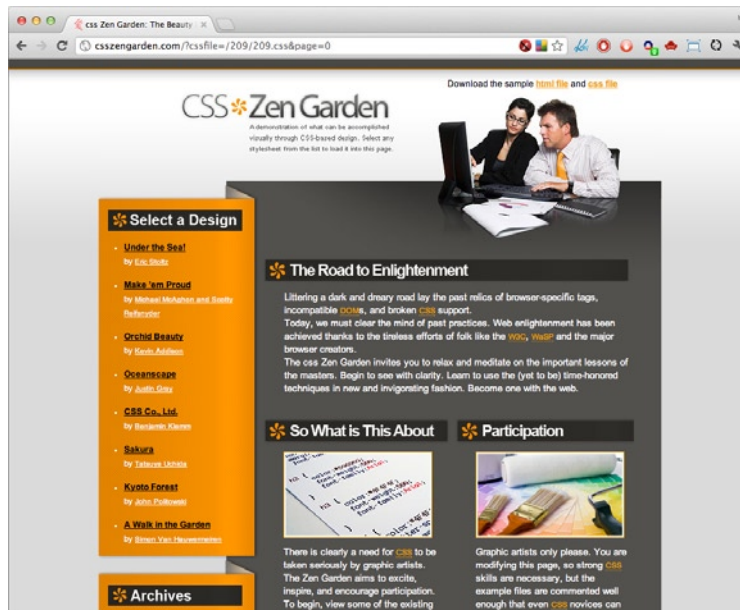 css Zen Garden: The Beauty
csszengarden.com/?cssfile=/209/209.css&page=0
Download the sample html file and css file
CSS Zen Garden
A demonstration of what can be accomplished
visually through CSS-based design. Select any
stylesheet from the list to load it into this page.
Select a Design
Under the Sea!
by Eric Stoltz
Make 'em Proud
by Michael McAghon and Scotty
Reifsnyder
Orchid Beauty
by Kevin Addison
Oceanscape
by Justin Gray
CSS Co., Ltd.
by Benjamin Klemm
Sakura
by Tatsuya Uchida
Kyoto Forest
by John Politowski
A Walk in the Garden
by Simon Van Hauwermeiren
Archives
The Road to Enlightenment
Littering a dark and dreary road lay the past relics of browser-specific tags,
incompatible DOMs, and broken CSS support.
Today, we must clear the mind of past practices. Web enlightenment has been
achieved thanks to the tireless efforts of folk like the W3C, WaSP and the major
browser creators.
The css Zen Garden invites you to relax and meditate on the important lessons of
the masters. Begin to see with clarity. Learn to use the (yet to be) time-honored
techniques in new and invigorating fashion. Become one with the web.
So What is This About
There is clearly a need for CSS to be
taken seriously by graphic artists.
The Zen Garden aims to excite,
inspire, and encourage participation.
To begin, view some of the existing
Participation
Graphic artists only please. You are
modifying this page, so strong CSS
skills are necessary, but the
example files are commented well
enough that even CSS novices can